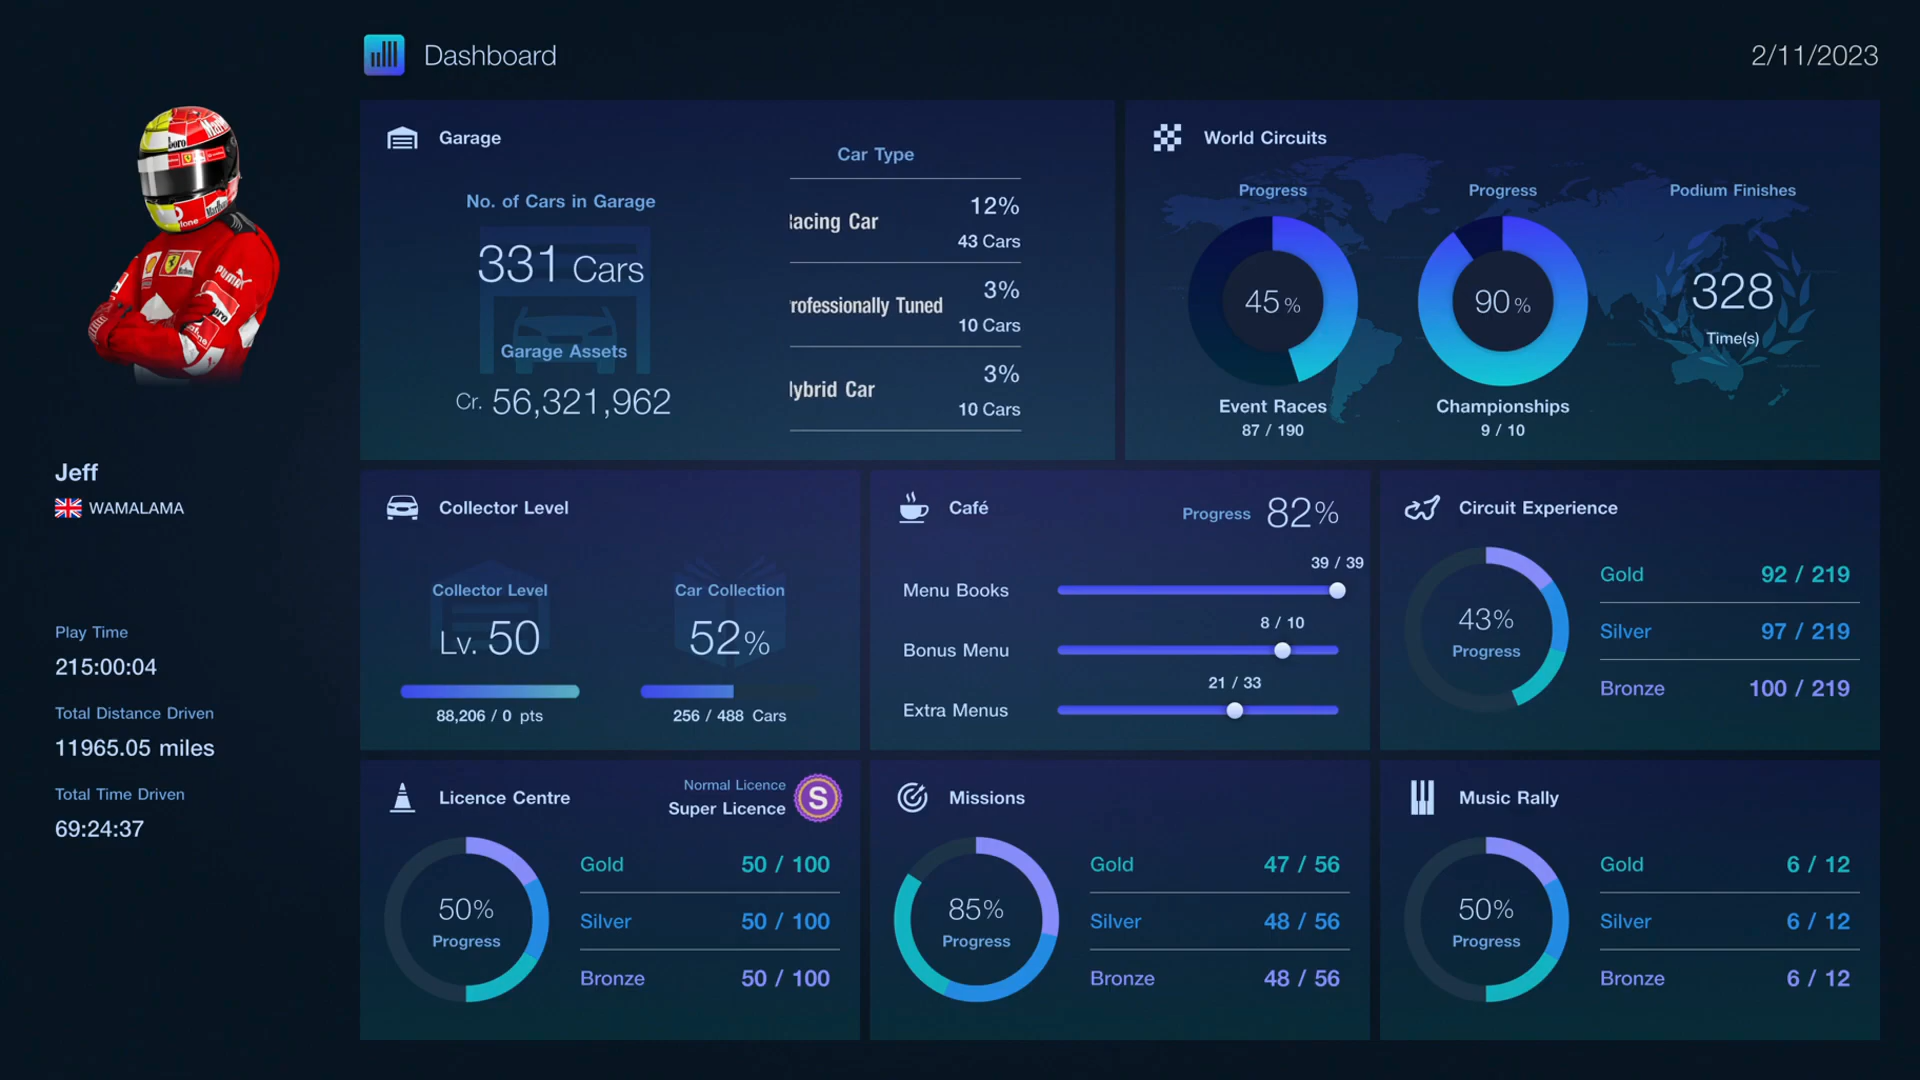 Dashboard
2/11/2023
Jeff
WAMALAMA
Play Time
215:00:04
Total Distance Driven
11965.05 miles
Total Time Driven
69:24:37
Garage
No. of Cars in Garage
331 Cars
Garage Assets
Cr. 56,321,962
Car Type
acing Car
12%
43 Cars
rofessionally Tuned
3%
10 Cars
ybrid Car
3%
10 Cars
World Circuits
Progress
45%
Event Races
87 / 190
Progress
90%
Championships
9 / 10
Podium Finishes
328
Time(s)
Collector Level
Collector Level
Lv. 50
88,206 / 0 pts
Car Collection
52%
256 / 488 Cars
Café
Progress 82%
39 / 39
Menu Books
8 / 10
Bonus Menu
21 / 33
Extra Menus
Circuit Experience
43%
Progress
Gold 92 / 219
Silver 97 / 219
Bronze 100 / 219
Licence Centre
Normal Licence
Super Licence
S
50%
Progress
Gold 50 / 100
Silver 50 / 100
Bronze 50 / 100
Missions
85%
Progress
Gold 47 / 56
Silver 48 / 56
Bronze 48 / 56
Music Rally
50%
Progress
Gold 6 / 12
Silver 6 / 12
Bronze 6 / 12